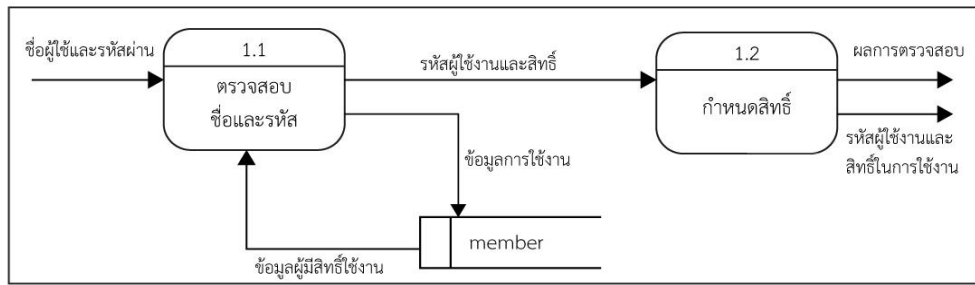 ชื่อผู้ใช้และรหัสผ่าน
1.1
ตรวจสอบ
ชื่อและรหัส
รหัสผู้ใช้งานและสิทธิ์
1.2
กำหนดสิทธิ์
ผลการตรวจสอบ
รหัสผู้ใช้งานและ
สิทธิ์ในการใช้งาน
ข้อมูลการใช้งาน
member
ข้อมูลผู้มีสิทธิ์ใช้งาน